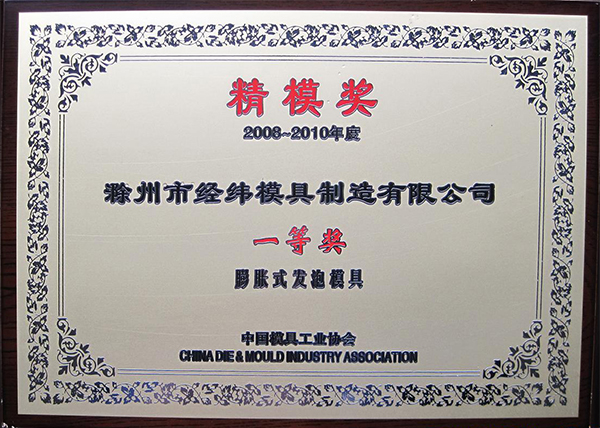 精模奖
2008~2010年度
滁州市经纬模具制造有限公司
一等奖
膨胀式发泡模具
中国模具工业协会
CHINA DIE & MOULD INDUSTRY ASSOCIATION